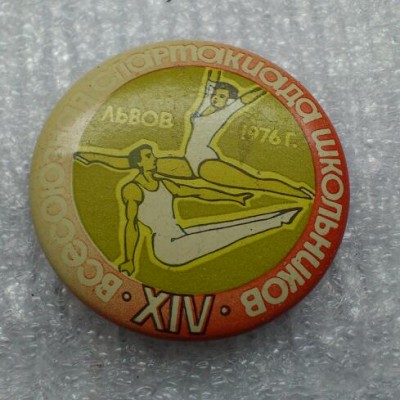 ВСЕСОЮЗНАЯ СПАРТАКИАДА ШКОЛЬНИКОВ
ЛЬВОВ
1976 Г.
XIV